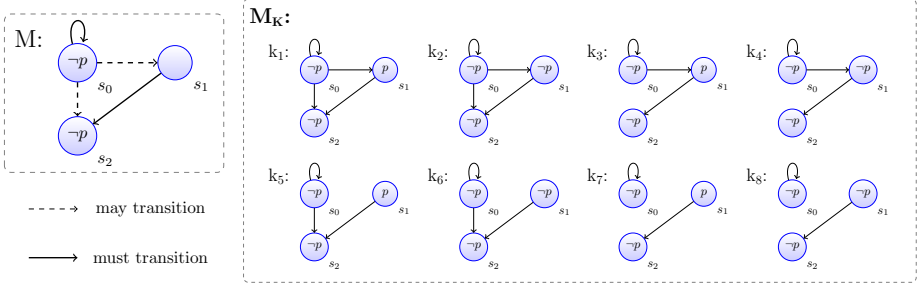 M:
¬p
s₀
s₁
¬p
s₂
may transition
must transition
M_K:
k₁:
¬p
p
s₀
s₁
¬p
s₂
k₂:
¬p
¬p
s₀
s₁
¬p
s₂
k₃:
¬p
p
s₀
s₁
¬p
s₂
k₄:
¬p
¬p
s₀
s₁
¬p
s₂
k₅:
¬p
p
s₀
s₁
¬p
s₂
k₆:
¬p
¬p
s₀
s₁
¬p
s₂
k₇:
¬p
p
s₀
s₁
¬p
s₂
k₈:
¬p
¬p
s₀
s₁
¬p
s₂